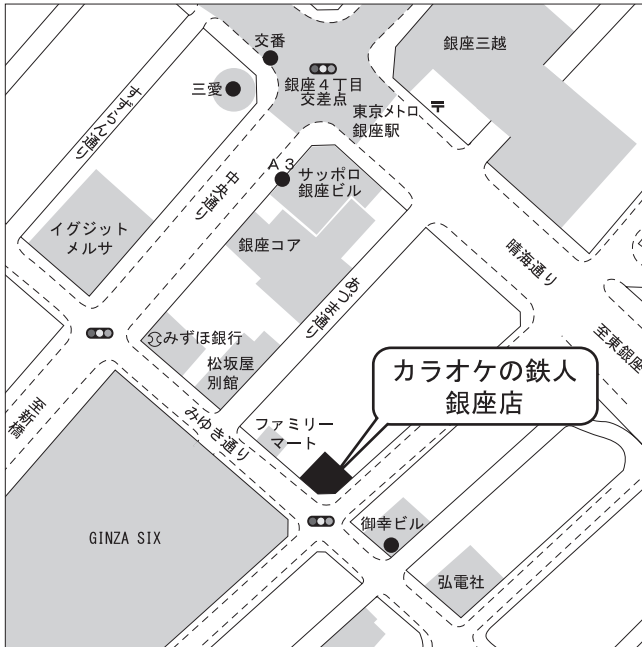 交番
銀座三越
三愛
銀座4丁目
交差点
東京メトロ
銀座駅
〒
すずらん通り
中央通り
A3
サッポロ
銀座ビル
イグジット
メルサ
銀座コア
晴海通り
あづま通り
みずほ銀行
松坂屋
別館
至東銀座
カラオケの鉄人
銀座店
至新橋
みゆき通り
ファミリー
マート
GINZA SIX
御幸ビル
弘電社